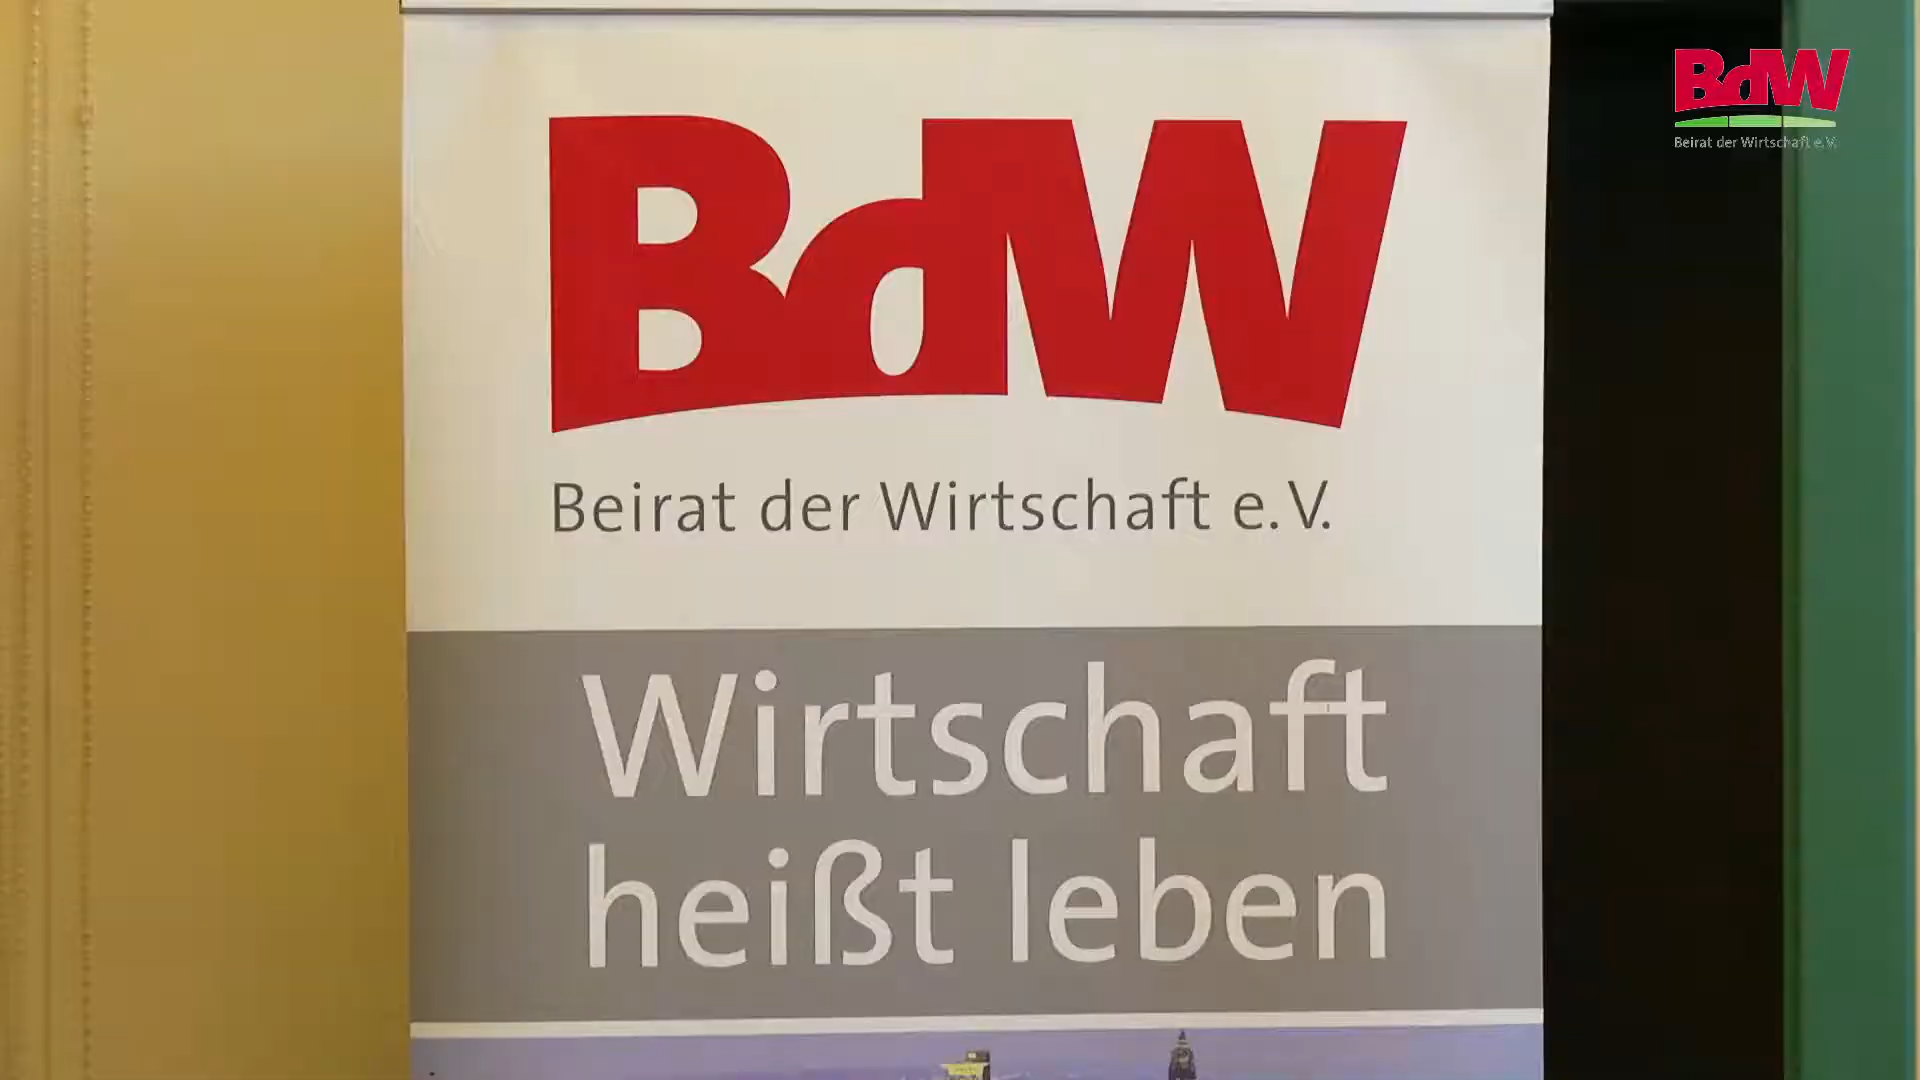 BdW
Beirat der Wirtschaft e.V.
Wirtschaft
heißt leben
BdW
Beirat der Wirtschaft e.V.